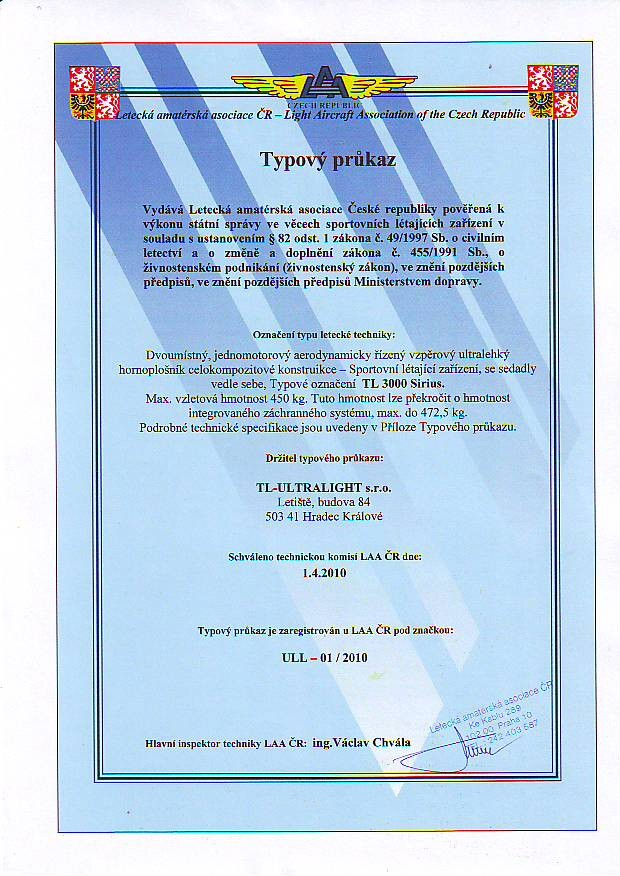 LAA
CZECH REPUBLIC
Letecká amatérská asociace ČR – Light Aircraft Association of the Czech Republic
Typový průkaz
Vydává Letecká amatérská asociace České republiky pověřená k
výkonu státní správy ve věcech sportovních létajících zařízení v
souladu s ustanovením § 82 odst. 1 zákona č. 49/1997 Sb. o civilním
letectví a o změně a doplnění zákona č. 455/1991 Sb., o
živnostenském podnikání (živnostenský zákon), ve znění pozdějších
předpisů, ve znění pozdějších předpisů Ministerstvem dopravy.
Označení typu letecké techniky:
Dvoumístný, jednomotorový aerodynamicky řízený vzpěrový ultralehký
hornoplošník celokompozitové konstruikce – Sportovní létající zařízení, se sedadly
vedle sebe, Typové označení TL 3000 Sirius.
Max. vzletová hmotnost 450 kg. Tuto hmotnost lze překročit o hmotnost
integrovaného záchranného systému, max. do 472,5 kg.
Podrobné technické specifikace jsou uvedeny v Příloze Typového průkazu.
Držitel typového průkazu:
TL-ULTRALIGHT s.r.o.
Letiště, budova 84
503 41 Hradec Králové
Schváleno technickou komisí LAA ČR dne:
1.4.2010
Typový průkaz je zaregistrován u LAA ČR pod značkou:
ULL – 01 / 2010
Letecká amatérská asociace ČR
Ke Kablu 289
102 00 Praha 10
242 403 587
Hlavní inspektor techniky LAA ČR: ing.Václav Chvála